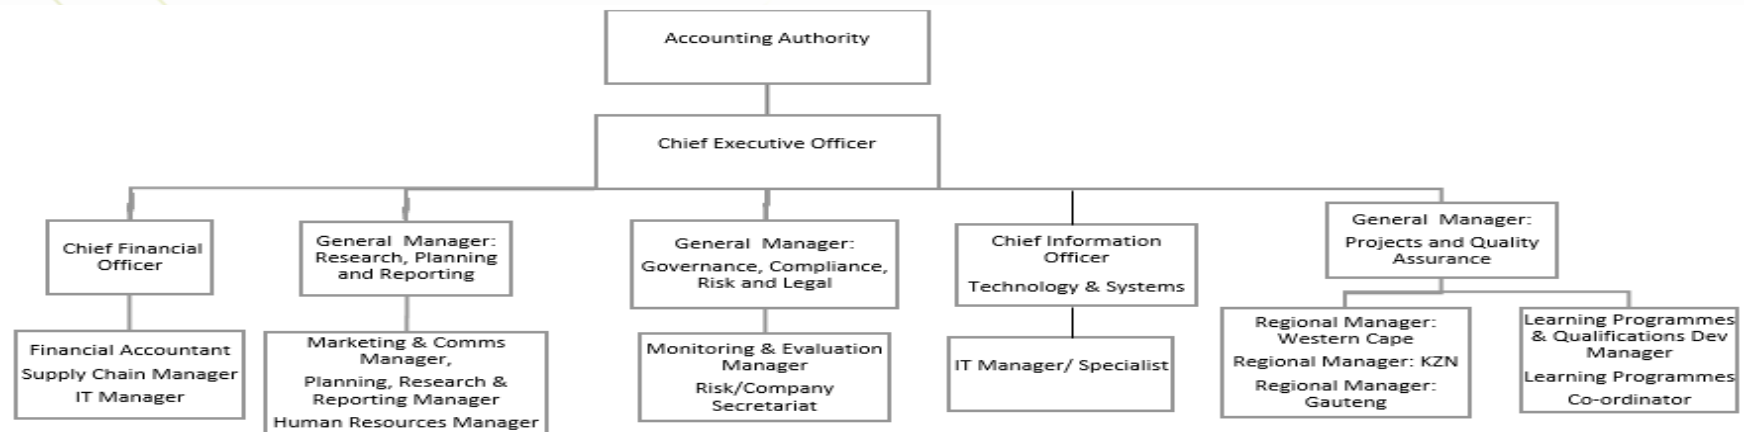 Accounting Authority
Chief Executive Officer
Chief Financial
Officer
General Manager:
Research, Planning
and Reporting
General Manager:
Governance, Compliance,
Risk and Legal
Chief Information
Officer
Technology & Systems
General Manager:
Projects and Quality
Assurance
Financial Accountant
Supply Chain Manager
IT Manager
Marketing & Comms
Manager,
Planning, Research &
Reporting Manager
Human Resources Manager
Monitoring & Evaluation
Manager
Risk/Company
Secretariat
IT Manager/ Specialist
Regional Manager:
Western Cape
Regional Manager: KZN
Regional Manager:
Gauteng
Learning Programmes
& Qualifications Dev
Manager
Learning Programmes
Co-ordinator